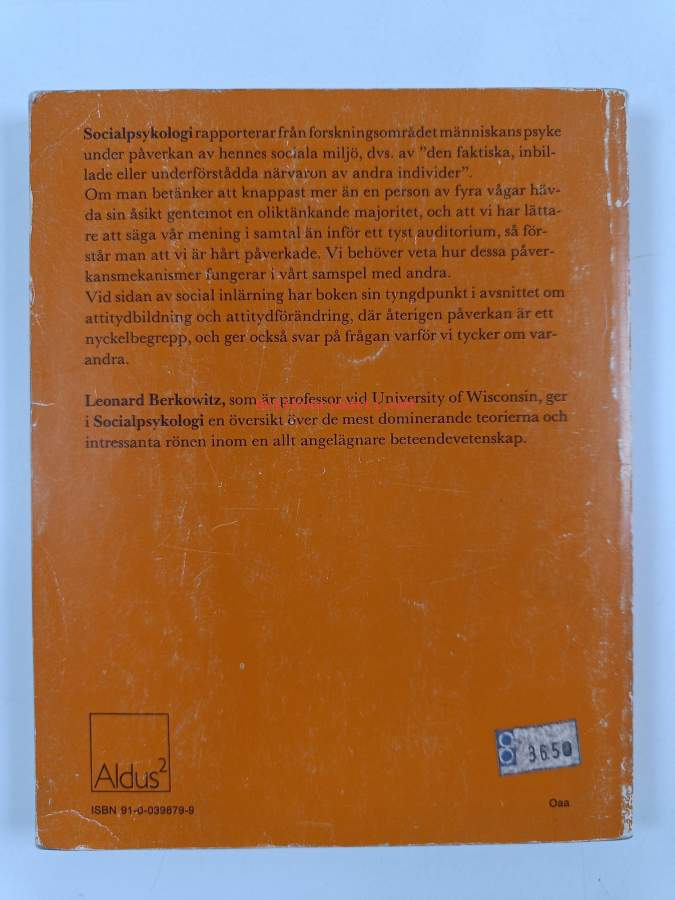 Socialpsykologi rapporterar från forskningsområdet människans psyke
under påverkan av hennes sociala miljö, dvs. av ”den faktiska, inbil-
lade eller underförstådda närvaron av andra individer”.
Om man betänker att knappast mer än en person av fyra vågar häv-
da sin åsikt gentemot en oliktänkande majoritet, och att vi har lätta-
re att säga vår mening i samtal än inför ett tyst auditorium, så för-
står man att vi är hårt påverkade. Vi behöver veta hur dessa påver-
kansmekanismer fungerar i vårt samspel med andra.
Vid sidan av social inlärning har boken sin tyngdpunkt i avsnittet om
attitydbildning och attitydförändring, där återigen påverkan är ett
nyckelbegrepp, och ger också svar på frågan varför vi tycker om var-
andra.
Leonard Berkowitz, som är professor vid University of Wisconsin, ger
i Socialpsykologi en översikt över de mest dominerande teorierna och
intressanta rönen inom en allt angelägnare beteendevetenskap.
Aldus2
36.50
ISBN 91-0-039879-9
Oaa